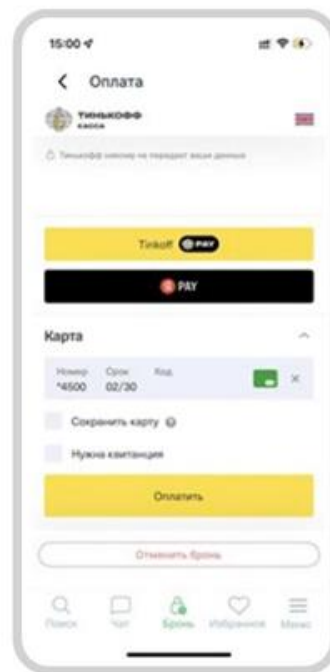 15:00
Оплата
ТИНЬКОФФ
КАССА
Тинькофф никому не передает ваши данные
Tinkoff PAY
PAY
Карта
Номер Срок Код
*4500 02/30
Сохранить карту
Нужна квитанция
Оплатить
Отменить бронь
Поиск Чат Бронь Избранное Меню